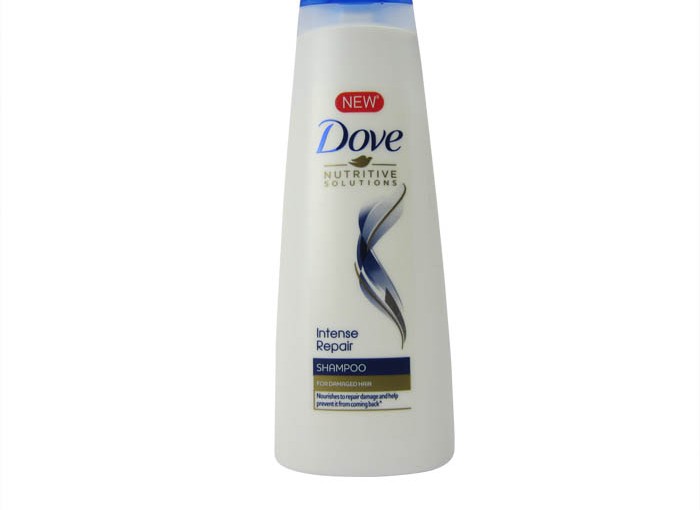 NEW*
Dove
NUTRITIVE
SOLUTIONS
Intense
Repair
SHAMPOO
FOR DAMAGED HAIR
Nourishes to repair damage and help
prevent it from coming back*